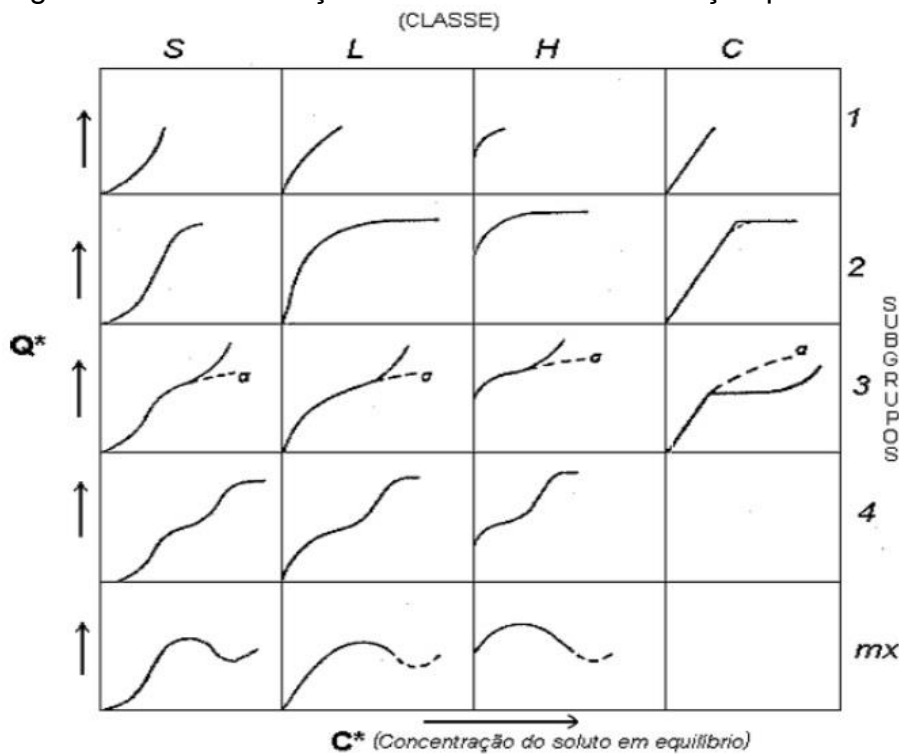 (CLASSE)
S L H C
1
2
Q*
a a a a
3
SUBGRUPOS
4
mx
C* (Concentração do soluto em equilíbrio)